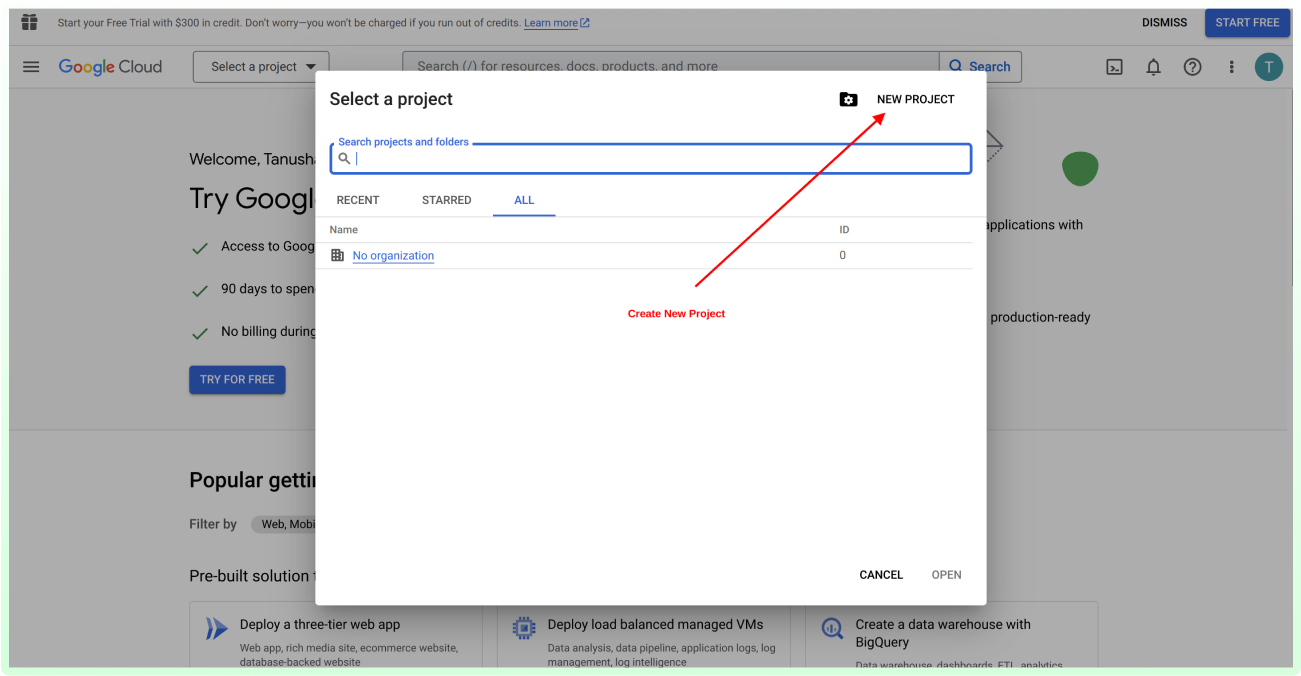 Start your Free Trial with $300 in credit. Don't worry—you won't be charged if you run out of credits. Learn more
DISMISS
START FREE
Google Cloud
Select a project
Search (/) for resources, docs, products, and more
Search
T
Select a project
NEW PROJECT
Search projects and folders
RECENT
STARRED
ALL
Name
ID
No organization
0
Create New Project
CANCEL
OPEN
Welcome, Tanusha
Try Googl
Access to Goog
90 days to spen
No billing during
TRY FOR FREE
applications with
production-ready
Popular gettin
Filter by
Web, Mobi
Pre-built solution t
Deploy a three-tier web app
Web app, rich media site, ecommerce website,
database-backed website
Deploy load balanced managed VMs
Data analysis, data pipeline, application logs, log
management, log intelligence
Create a data warehouse with
BigQuery
Data warehouse, dashboards, ETL, analytics,